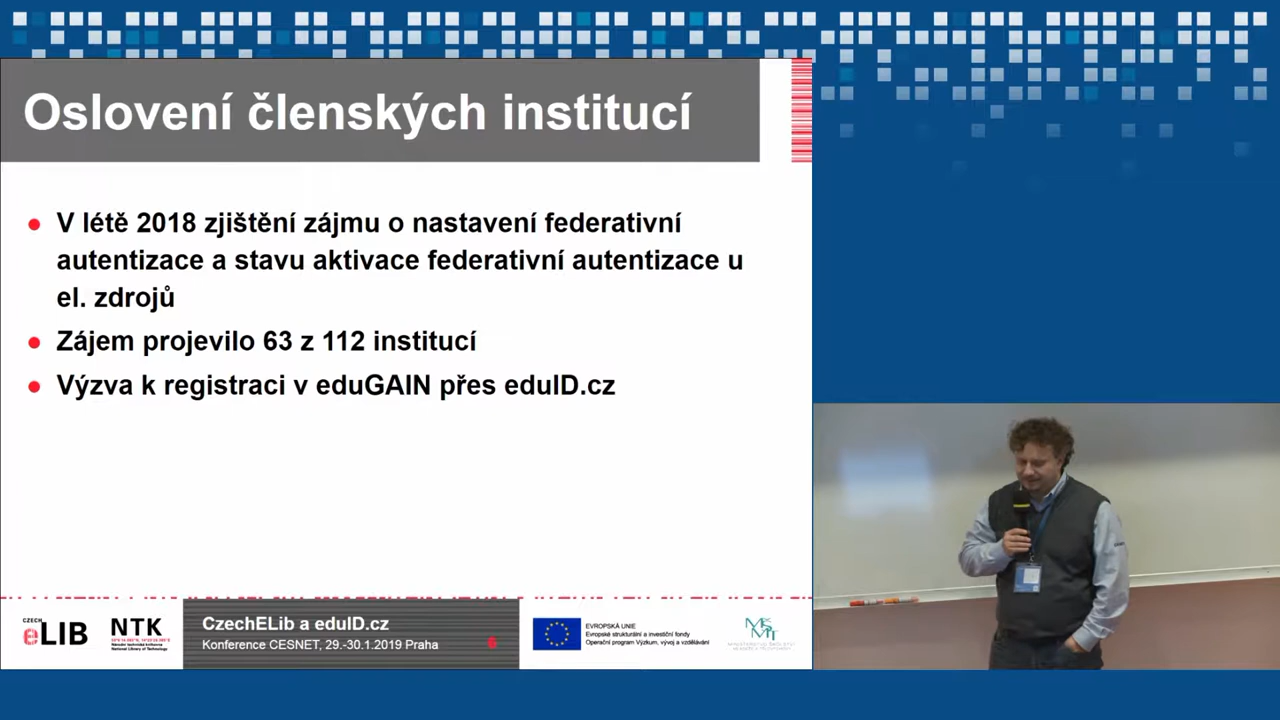 Oslovení členských institucí
V létě 2018 zjištění zájmu o nastavení federativní
autentizace a stavu aktivace federativní autentizace u
el. zdrojů
Zájem projevilo 63 z 112 institucí
Výzva k registraci v eduGAIN přes eduID.cz
CZECH
eLIB
NTK
Národní technická knihovna
National Library of Technology
CzechELib a eduID.cz
Konference CESNET, 29.-30.1.2019 Praha
6
EVROPSKÁ UNIE
Evropské strukturální a investiční fondy
Operační program Výzkum, vývoj a vzdělávání